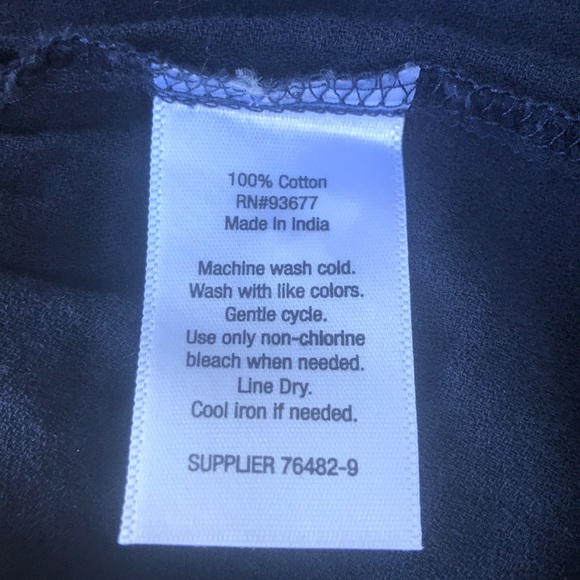 100% Cotton
RN#93677
Made in India
Machine wash cold.
Wash with like colors.
Gentle cycle.
Use only non-chlorine
bleach when needed.
Line Dry.
Cool iron if needed.
SUPPLIER 76482-9